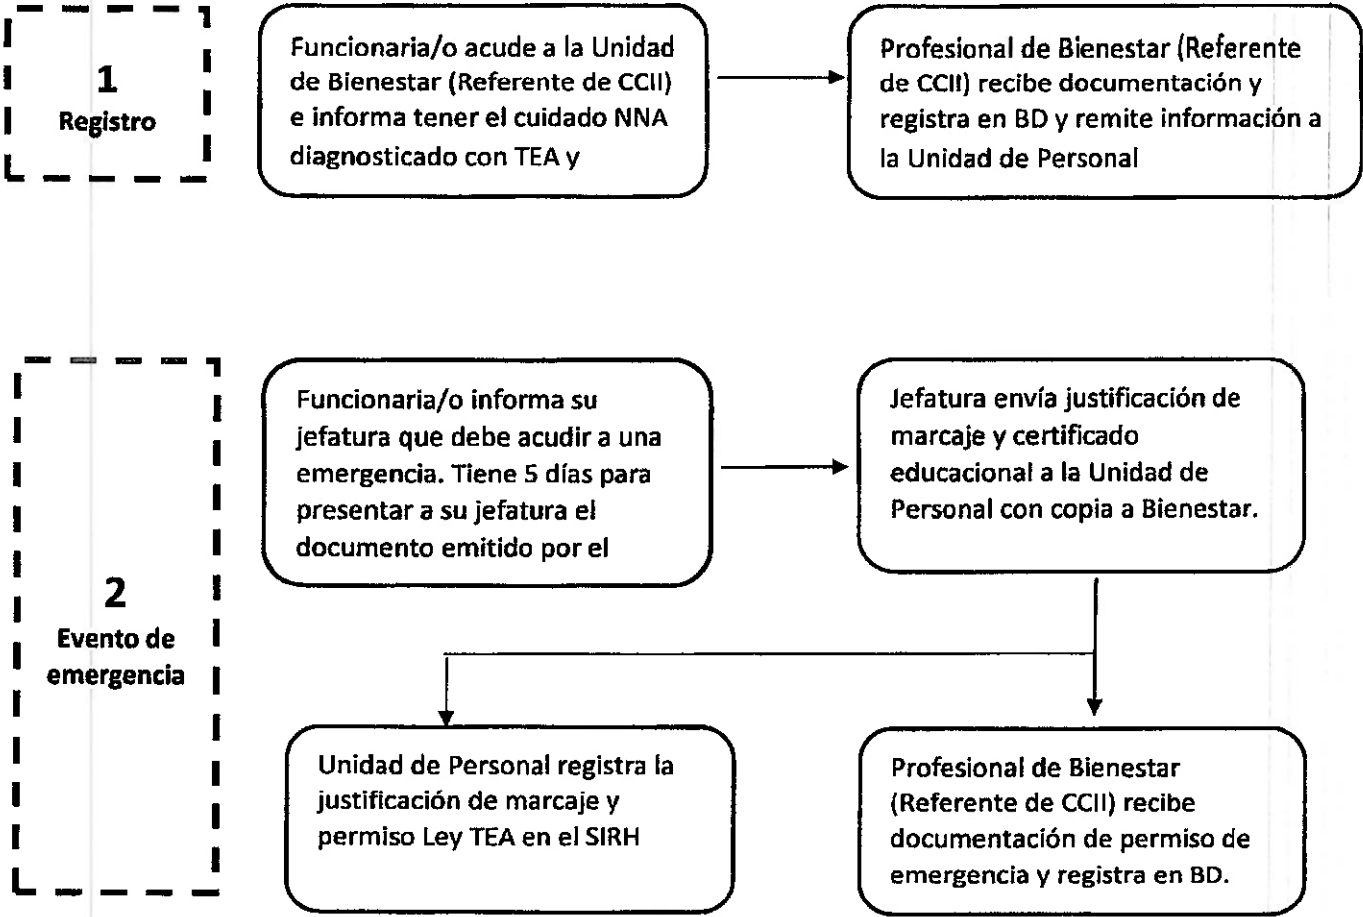 1
Registro
Funcionaria/o acude a la Unidad
de Bienestar (Referente de CCII)
e informa tener el cuidado NNA
diagnosticado con TEA y
Profesional de Bienestar (Referente
de CCII) recibe documentación y
registra en BD y remite información a
la Unidad de Personal
2
Evento de
emergencia
Funcionaria/o informa su
jefatura que debe acudir a una
emergencia. Tiene 5 días para
presentar a su jefatura el
documento emitido por el
Jefatura envía justificación de
marcaje y certificado
educacional a la Unidad de
Personal con copia a Bienestar.
Unidad de Personal registra la
justificación de marcaje y
permiso Ley TEA en el SIRH
Profesional de Bienestar
(Referente de CCII) recibe
documentación de permiso de
emergencia y registra en BD.